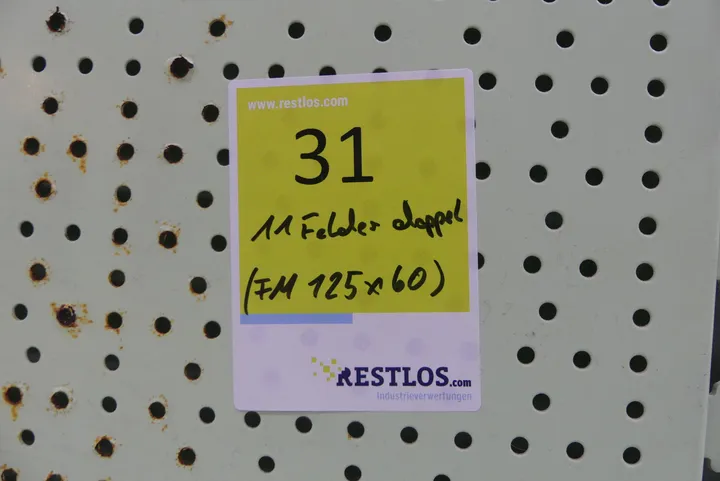 www.restlos.com
31
11 Felder doppel
(FM 125x60)
RESTLOS.com
Industrieverwertungen